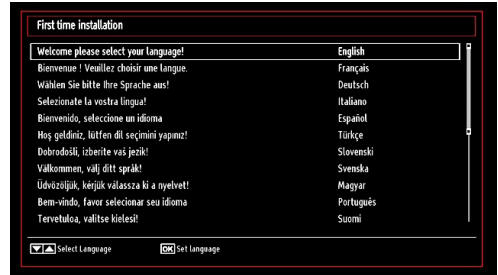 First time installation
Welcome please select your language! English
Bienvenue ! Veuillez choisir une langue. Français
Wählen Sie bitte Ihre Sprache aus! Deutsch
Selezionate la vostra lingua! Italiano
Bienvenido, seleccione un idioma Español
Hoş geldiniz, lütfen dil seçimini yapınız! Türkçe
Dobrodošli, izberite vaš jezik! Slovenski
Välkommen, välj ditt språk! Svenska
Üdvözöljük, kérjük válassza ki a nyelvet! Magyar
Bem-vindo, favor selecionar seu idioma Português
Tervetuloa, valitse kielesi! Suomi
Select Language OK Set language